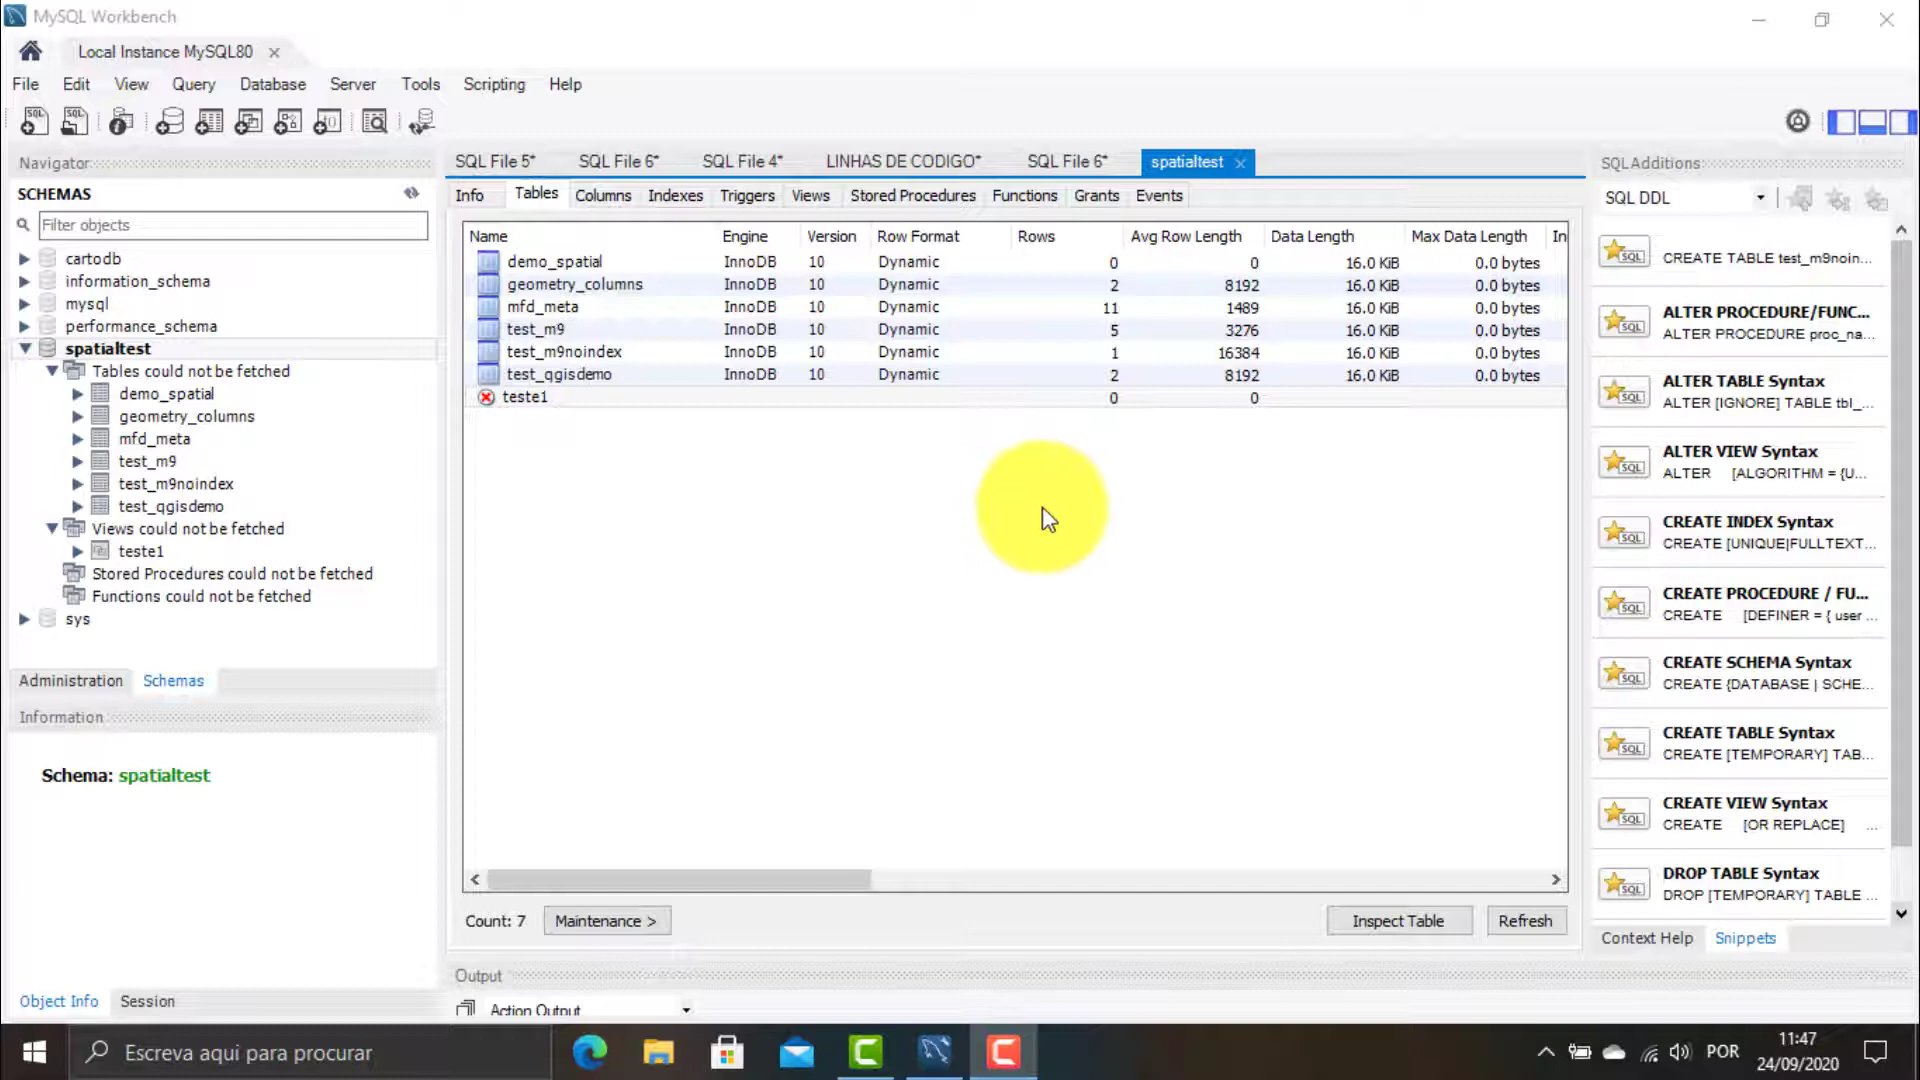 MySQL Workbench
Local Instance MySQL80
File Edit View Query Database Server Tools Scripting Help
Navigator
SCHEMAS
Filter objects
cartodb
information_schema
mysql
performance_schema
spatialtest
Tables could not be fetched
demo_spatial
geometry_columns
mfd_meta
test_m9
test_m9noindex
test_qgisdemo
Views could not be fetched
teste1
Stored Procedures could not be fetched
Functions could not be fetched
sys
Administration Schemas
Information
Schema: spatialtest
Object Info Session
SQL File 5* SQL File 6* SQL File 4* LINHAS DE CODIGO* SQL File 6* spatialtest
Info Tables Columns Indexes Triggers Views Stored Procedures Functions Grants Events
Name Engine Version Row Format Rows Avg Row Length Data Length Max Data Length In
demo_spatial InnoDB 10 Dynamic 0 0 16.0 KiB 0.0 bytes
geometry_columns InnoDB 10 Dynamic 2 8192 16.0 KiB 0.0 bytes
mfd_meta InnoDB 10 Dynamic 11 1489 16.0 KiB 0.0 bytes
test_m9 InnoDB 10 Dynamic 5 3276 16.0 KiB 0.0 bytes
test_m9noindex InnoDB 10 Dynamic 1 16384 16.0 KiB 0.0 bytes
test_qgisdemo InnoDB 10 Dynamic 2 8192 16.0 KiB 0.0 bytes
teste1 0 0
Count: 7 Maintenance > Inspect Table Refresh
Output
Action Output
SQLAdditions
SQL DDL
CREATE TABLE test_m9noin...
ALTER PROCEDURE/FUNC...
ALTER PROCEDURE proc_na...
ALTER TABLE Syntax
ALTER [IGNORE] TABLE tbl_...
ALTER VIEW Syntax
ALTER [ALGORITHM = {U...
CREATE INDEX Syntax
CREATE [UNIQUE|FULLTEXT...
CREATE PROCEDURE / FU...
CREATE [DEFINER = { user ...
CREATE SCHEMA Syntax
CREATE {DATABASE | SCHE...
CREATE TABLE Syntax
CREATE [TEMPORARY] TAB...
CREATE VIEW Syntax
CREATE [OR REPLACE] ...
DROP TABLE Syntax
DROP [TEMPORARY] TABLE ...
Context Help Snippets
Escreva aqui para procurar
POR
11:47
24/09/2020